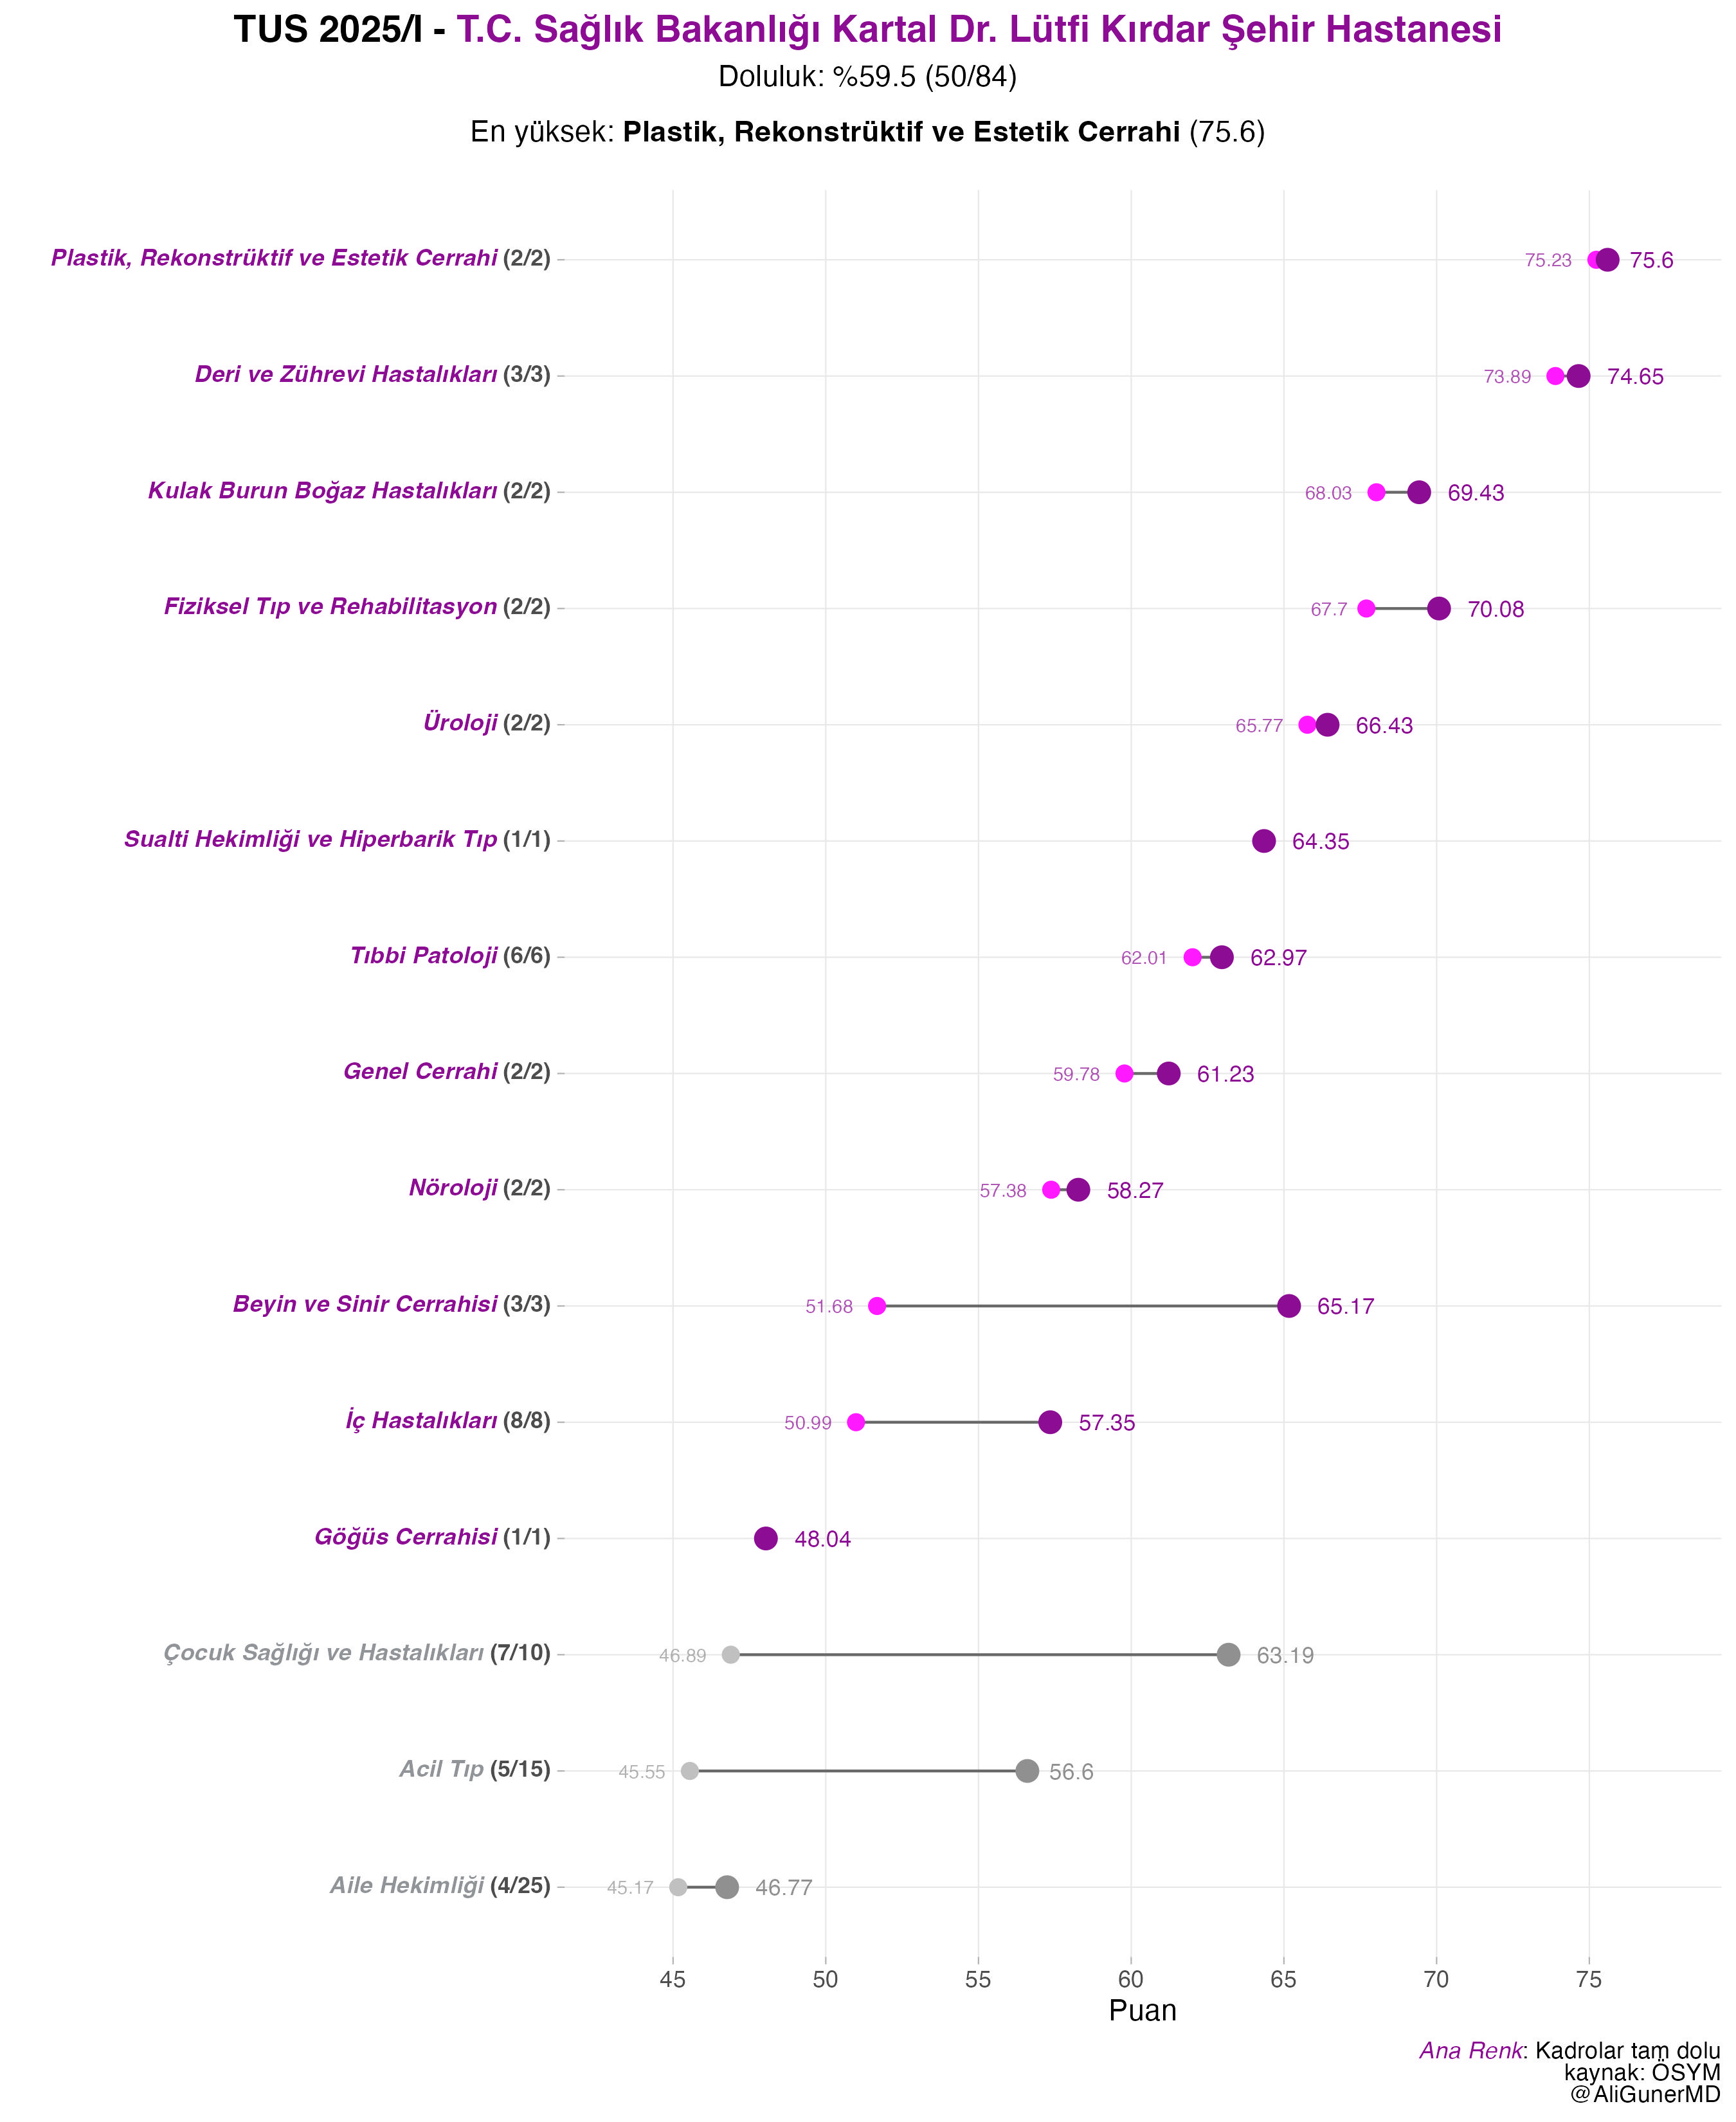 TUS 2025/I - T.C. Sağlık Bakanlığı Kartal Dr. Lütfi Kırdar Şehir Hastanesi
Doluluk: %59.5 (50/84)
En yüksek: Plastik, Rekonstrüktif ve Estetik Cerrahi (75.6)
Plastik, Rekonstrüktif ve Estetik Cerrahi (2/2) 75.23 75.6
Deri ve Zührevi Hastalıkları (3/3) 73.89 74.65
Kulak Burun Boğaz Hastalıkları (2/2) 68.03 69.43
Fiziksel Tıp ve Rehabilitasyon (2/2) 67.7 70.08
Üroloji (2/2) 65.77 66.43
Sualti Hekimliği ve Hiperbarik Tıp (1/1) 64.35
Tıbbi Patoloji (6/6) 62.01 62.97
Genel Cerrahi (2/2) 59.78 61.23
Nöroloji (2/2) 57.38 58.27
Beyin ve Sinir Cerrahisi (3/3) 51.68 65.17
İç Hastalıkları (8/8) 50.99 57.35
Göğüs Cerrahisi (1/1) 48.04
Çocuk Sağlığı ve Hastalıkları (7/10) 46.89 63.19
Acil Tıp (5/15) 45.55 56.6
Aile Hekimliği (4/25) 45.17 46.77
45 50 55 60 65 70 75
Puan
Ana Renk: Kadrolar tam dolu
kaynak: ÖSYM
@AliGunerMD